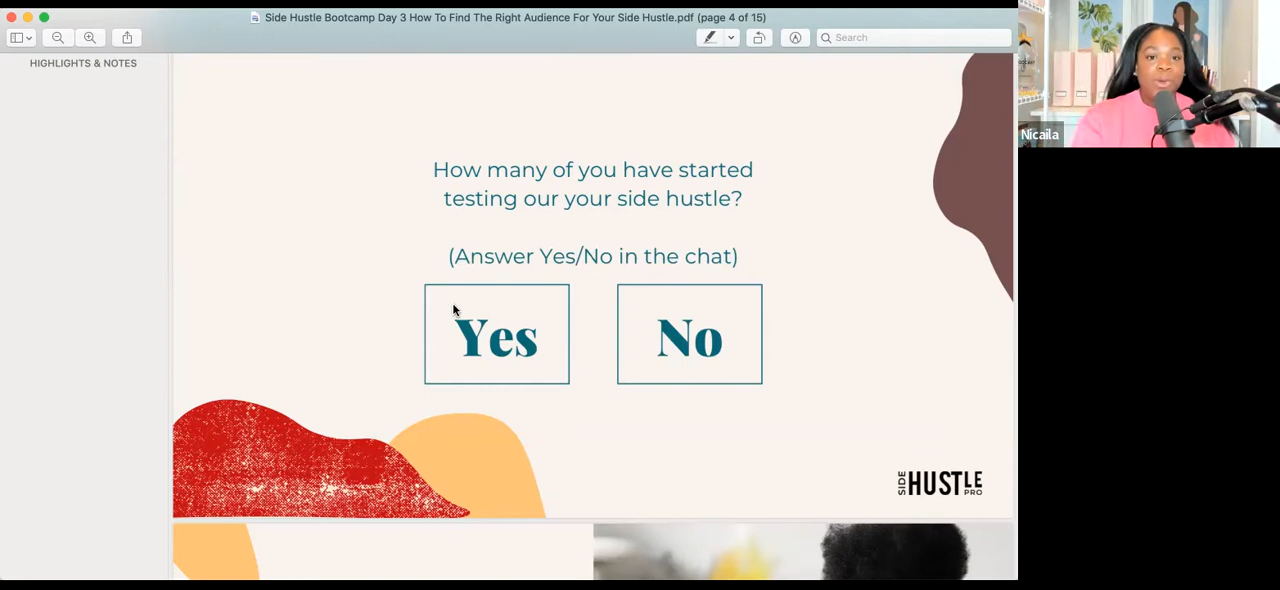 Side Hustle Bootcamp Day 3 How To Find The Right Audience For Your Side Hustle.pdf (page 4 of 15)
Search
HIGHLIGHTS & NOTES
Nicaila
How many of you have started
testing our your side hustle?
(Answer Yes/No in the chat)
Yes
No
SIDE HUSTLE PRO